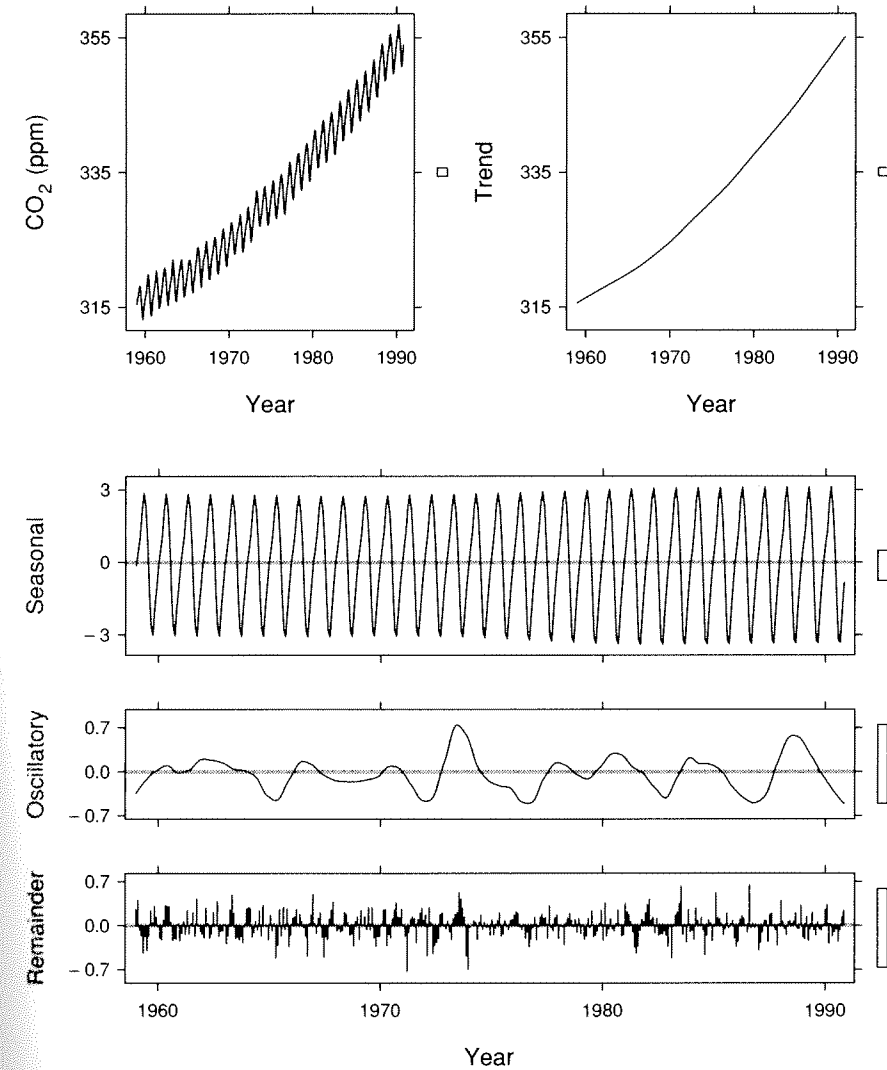 CO2 (ppm)
355
335
315
1960 1970 1980 1990
Year
Trend
355
335
315
1960 1970 1980 1990
Year
Seasonal
3
0
– 3
Oscillatory
0.7
0.0
– 0.7
Remainder
0.7
0.0
– 0.7
1960 1970 1980 1990
Year